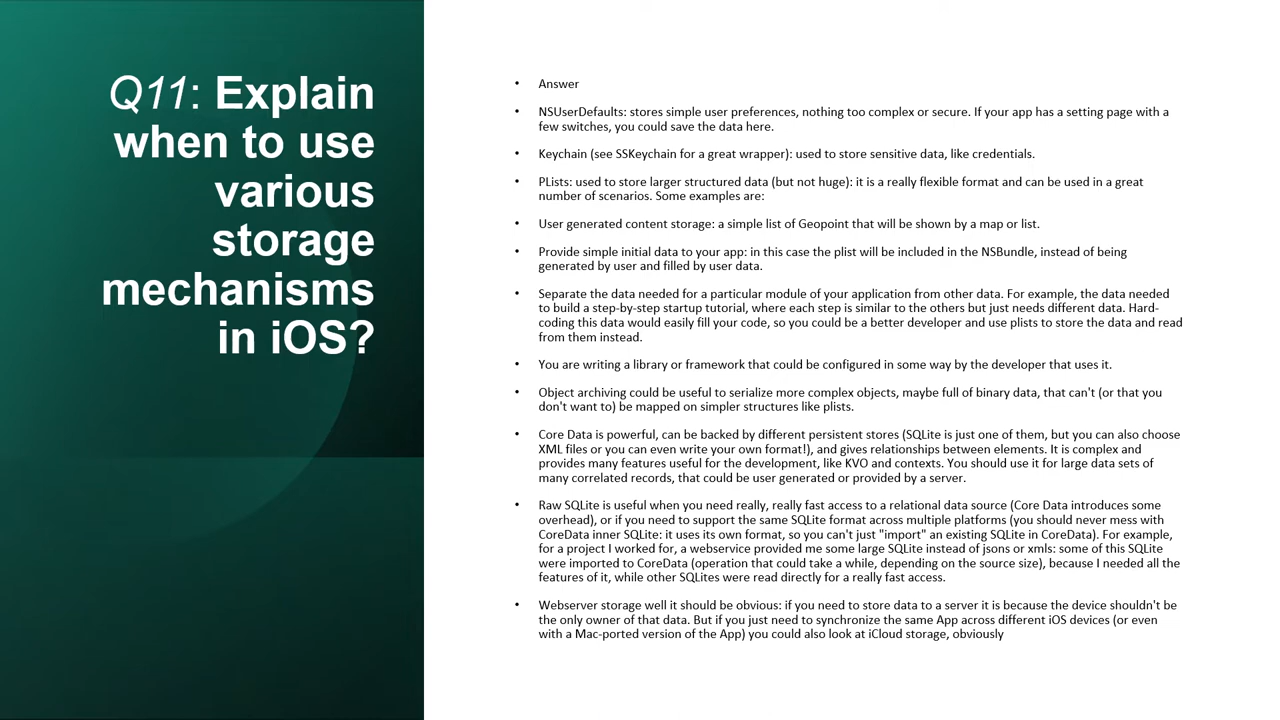 Q11: Explain
when to use
various
storage
mechanisms
in iOS?
• Answer
• NSUserDefaults: stores simple user preferences, nothing too complex or secure. If your app has a setting page with a
few switches, you could save the data here.
• Keychain (see SSKeychain for a great wrapper): used to store sensitive data, like credentials.
• PLists: used to store larger structured data (but not huge): it is a really flexible format and can be used in a great
number of scenarios. Some examples are:
• User generated content storage: a simple list of Geopoint that will be shown by a map or list.
• Provide simple initial data to your app: in this case the plist will be included in the NSBundle, instead of being
generated by user and filled by user data.
• Separate the data needed for a particular module of your application from other data. For example, the data needed
to build a step-by-step startup tutorial, where each step is similar to the others but just needs different data. Hard-
coding this data would easily fill your code, so you could be a better developer and use plists to store the data and read
from them instead.
• You are writing a library or framework that could be configured in some way by the developer that uses it.
• Object archiving could be useful to serialize more complex objects, maybe full of binary data, that can't (or that you
don't want to) be mapped on simpler structures like plists.
• Core Data is powerful, can be backed by different persistent stores (SQLite is just one of them, but you can also choose
XML files or you can even write your own format!), and gives relationships between elements. It is complex and
provides many features useful for the development, like KVO and contexts. You should use it for large data sets of
many correlated records, that could be user generated or provided by a server.
• Raw SQLite is useful when you need really, really fast access to a relational data source (Core Data introduces some
overhead), or if you need to support the same SQLite format across multiple platforms (you should never mess with
CoreData inner SQLite: it uses its own format, so you can't just "import" an existing SQLite in CoreData). For example,
for a project I worked for, a webservice provided me some large SQLite instead of jsons or xmls: some of this SQLite
were imported to CoreData (operation that could take a while, depending on the source size), because I needed all the
features of it, while other SQLites were read directly for a really fast access.
• Webserver storage well it should be obvious: if you need to store data to a server it is because the device shouldn't be
the only owner of that data. But if you just need to synchronize the same App across different iOS devices (or even
with a Mac-ported version of the App) you could also look at iCloud storage, obviously